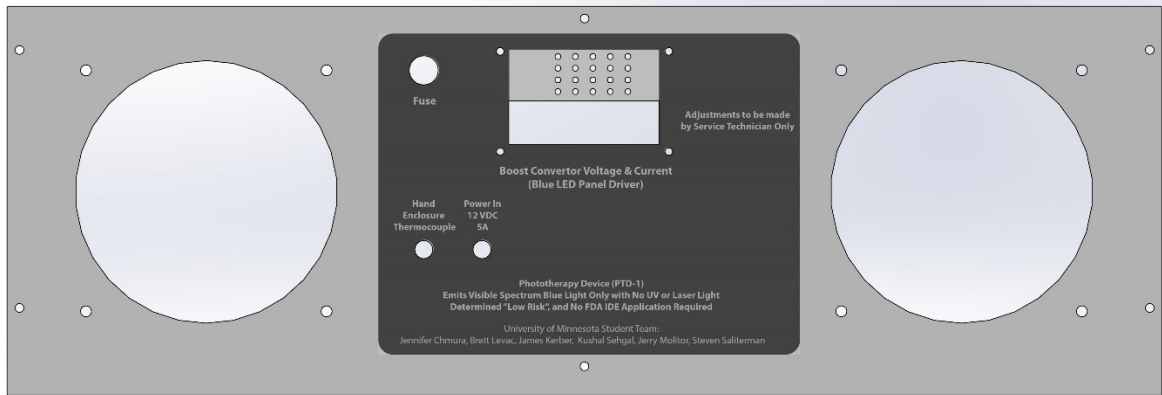 Fuse
Adjustments to be made
by Service Technician Only
Boost Convertor Voltage & Current
(Blue LED Panel Driver)
Hand
Enclosure
Thermocouple
Power In
12 VDC
5A
Phototherapy Device (PTD-1)
Emits Visible Spectrum Blue Light Only with No UV or Laser Light
Determined "Low Risk", and No FDA IDE Application Required
University of Minnesota Student Team:
Jennifer Chmura, Brett Levac, James Kerber, Kushal Sehgal, Jerry Molitor, Steven Saliterman